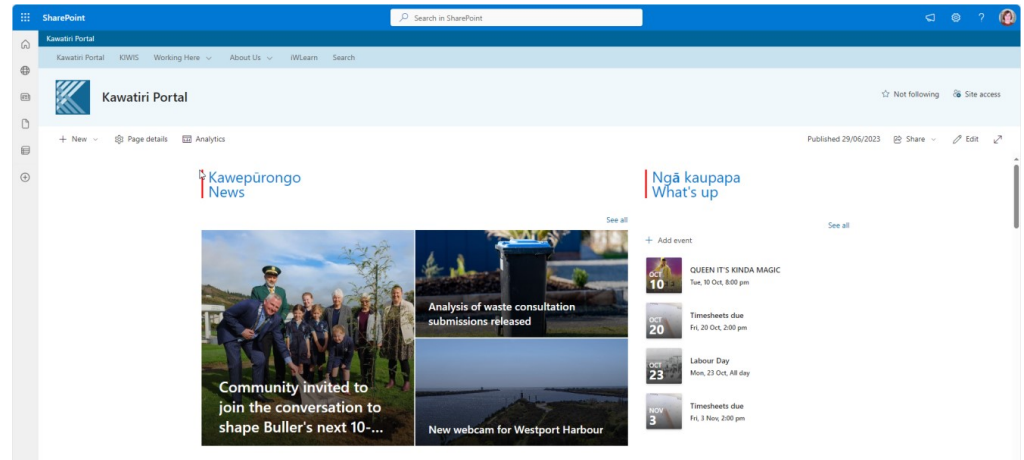 SharePoint
Search in SharePoint
?
Kawatiri Portal
Kawatiri Portal KIWIS Working Here About Us iWLearn Search
Kawatiri Portal
Not following Site access
New Page details Analytics
Published 29/06/2023 Share Edit
Kawepūrongo
News
See all
Community invited to
join the conversation to
shape Buller's next 10-...
Analysis of waste consultation
submissions released
New webcam for Westport Harbour
Ngā kaupapa
What's up
See all
+ Add event
OCT
10
QUEEN IT'S KINDA MAGIC
Tue, 10 Oct, 8:00 pm
OCT
20
Timesheets due
Fri, 20 Oct, 2:00 pm
OCT
23
Labour Day
Mon, 23 Oct, All day
NOV
3
Timesheets due
Fri, 3 Nov, 2:00 pm